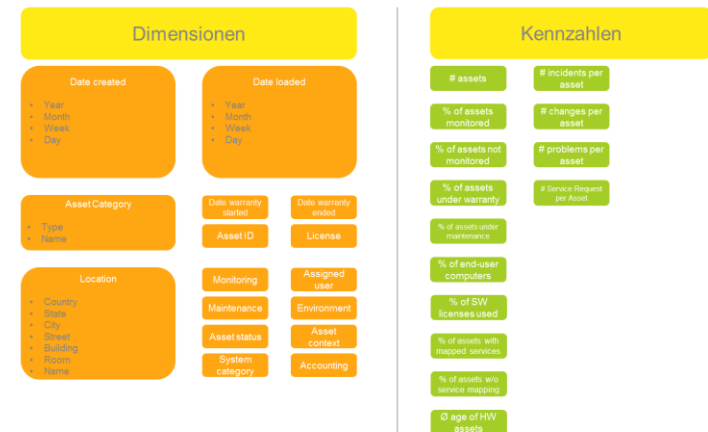 Dimensionen
Date created
• Year
• Month
• Week
• Day
Date loaded
• Year
• Month
• Week
• Day
Asset Category
• Type
• Name
Date warranty
started
Date warranty
ended
Asset ID
License
Location
• Country
• State
• City
• Street
• Building
• Room
• Name
Monitoring
Assigned
user
Maintenance
Environment
Asset status
Asset
context
System
category
Accounting
Kennzahlen
# assets
# incidents per
asset
% of assets
monitored
# changes per
asset
% of assets not
monitored
# problems per
asset
% of assets
under warranty
# Service Request
per Asset
% of assets under
maintenance
% of end-user
computers
% of SW
licenses used
% of assets with
mapped services
% of assets w/o
service mapping
Ø age of HW
assets